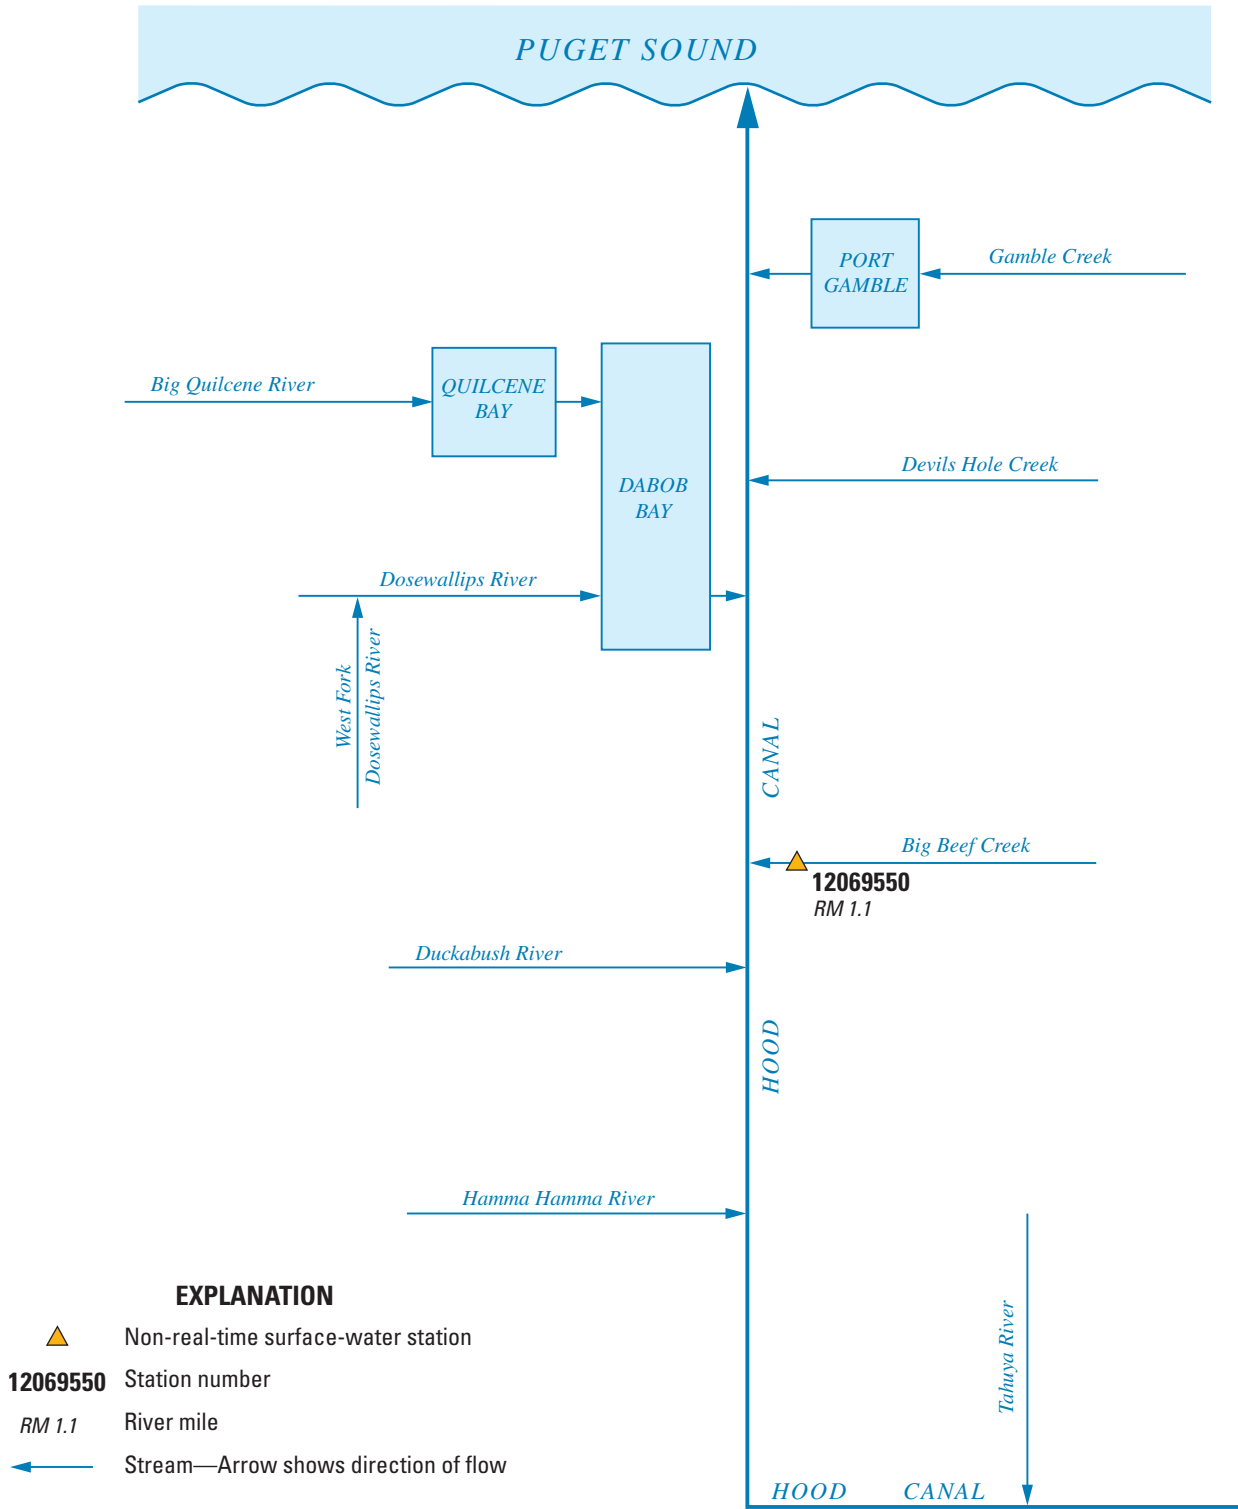 PUGET SOUND
PORT
GAMBLE
Gamble Creek
Big Quilcene River
QUILCENE
BAY
DABOB
BAY
Devils Hole Creek
Dosewallips River
West Fork
Dosewallips River
CANAL
Big Beef Creek
12069550
RM 1.1
Duckabush River
HOOD
Hamma Hamma River
Tahuya River
HOOD CANAL
EXPLANATION
Non-real-time surface-water station
12069550 Station number
RM 1.1 River mile
Stream—Arrow shows direction of flow